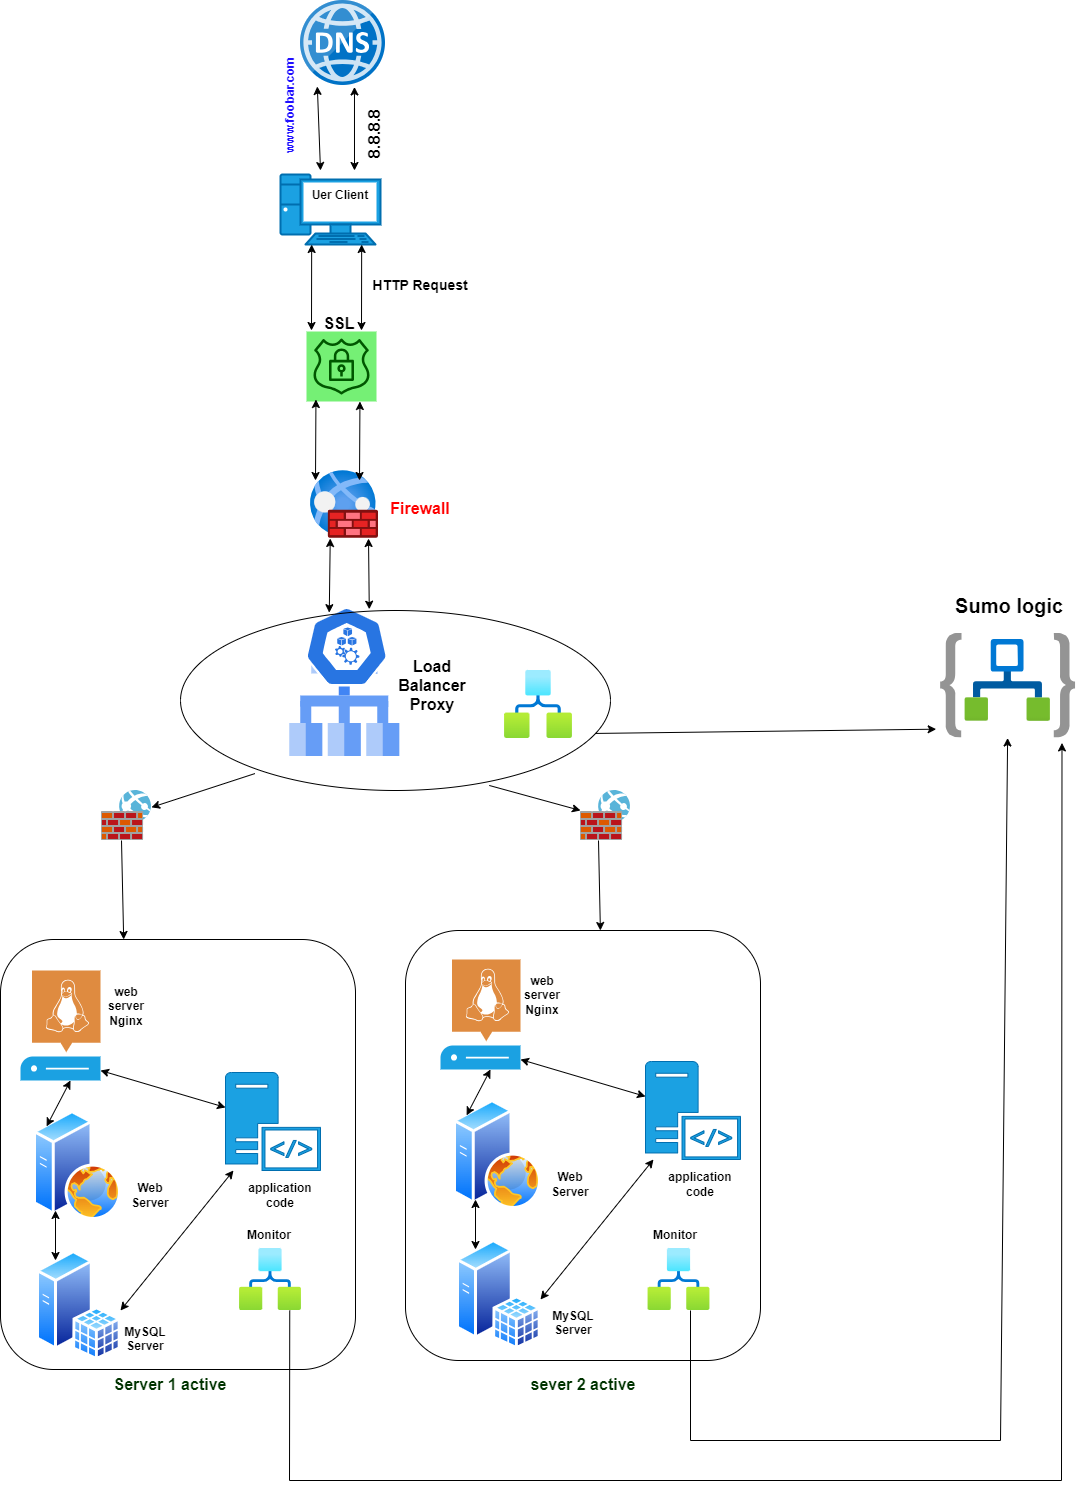 DNS
www.foobar.com
8.8.8.8
Uer Client
HTTP Request
SSL
Firewall
Sumo logic
Load
Balancer
Proxy
web
server
Nginx
</>
Web
Server
application
code
Monitor
MySQL
Server
Server 1 active
web
server
Nginx
</>
Web
Server
application
code
Monitor
MySQL
Server
sever 2 active